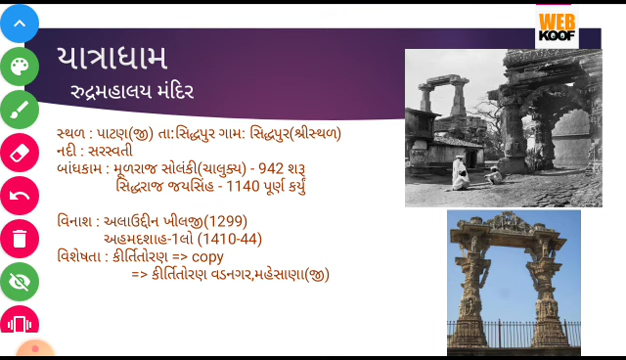 WEB
KOOF
યાત્રાધામ
રુદ્રમહાલય મંદિર
સ્થળ : પાટણ(જી) તા:સિદ્ધપુર ગામ: સિદ્ધપુર(શ્રીસ્થળ)
નદી : સરસ્વતી
બાંધકામ : મૂળરાજ સોલંકી(ચાલુક્ય) - 942 શરૂ
સિદ્ધરાજ જયસિંહ - 1140 પૂર્ણ કર્યું
વિનાશ : અલાઉદ્દીન ખીલજી(1299)
અહમદશાહ-1લો (1410-44)
વિશેષતા : કીર્તિતોરણ => copy
=> કીર્તિતોરણ વડનગર,મહેસાણા(જી)